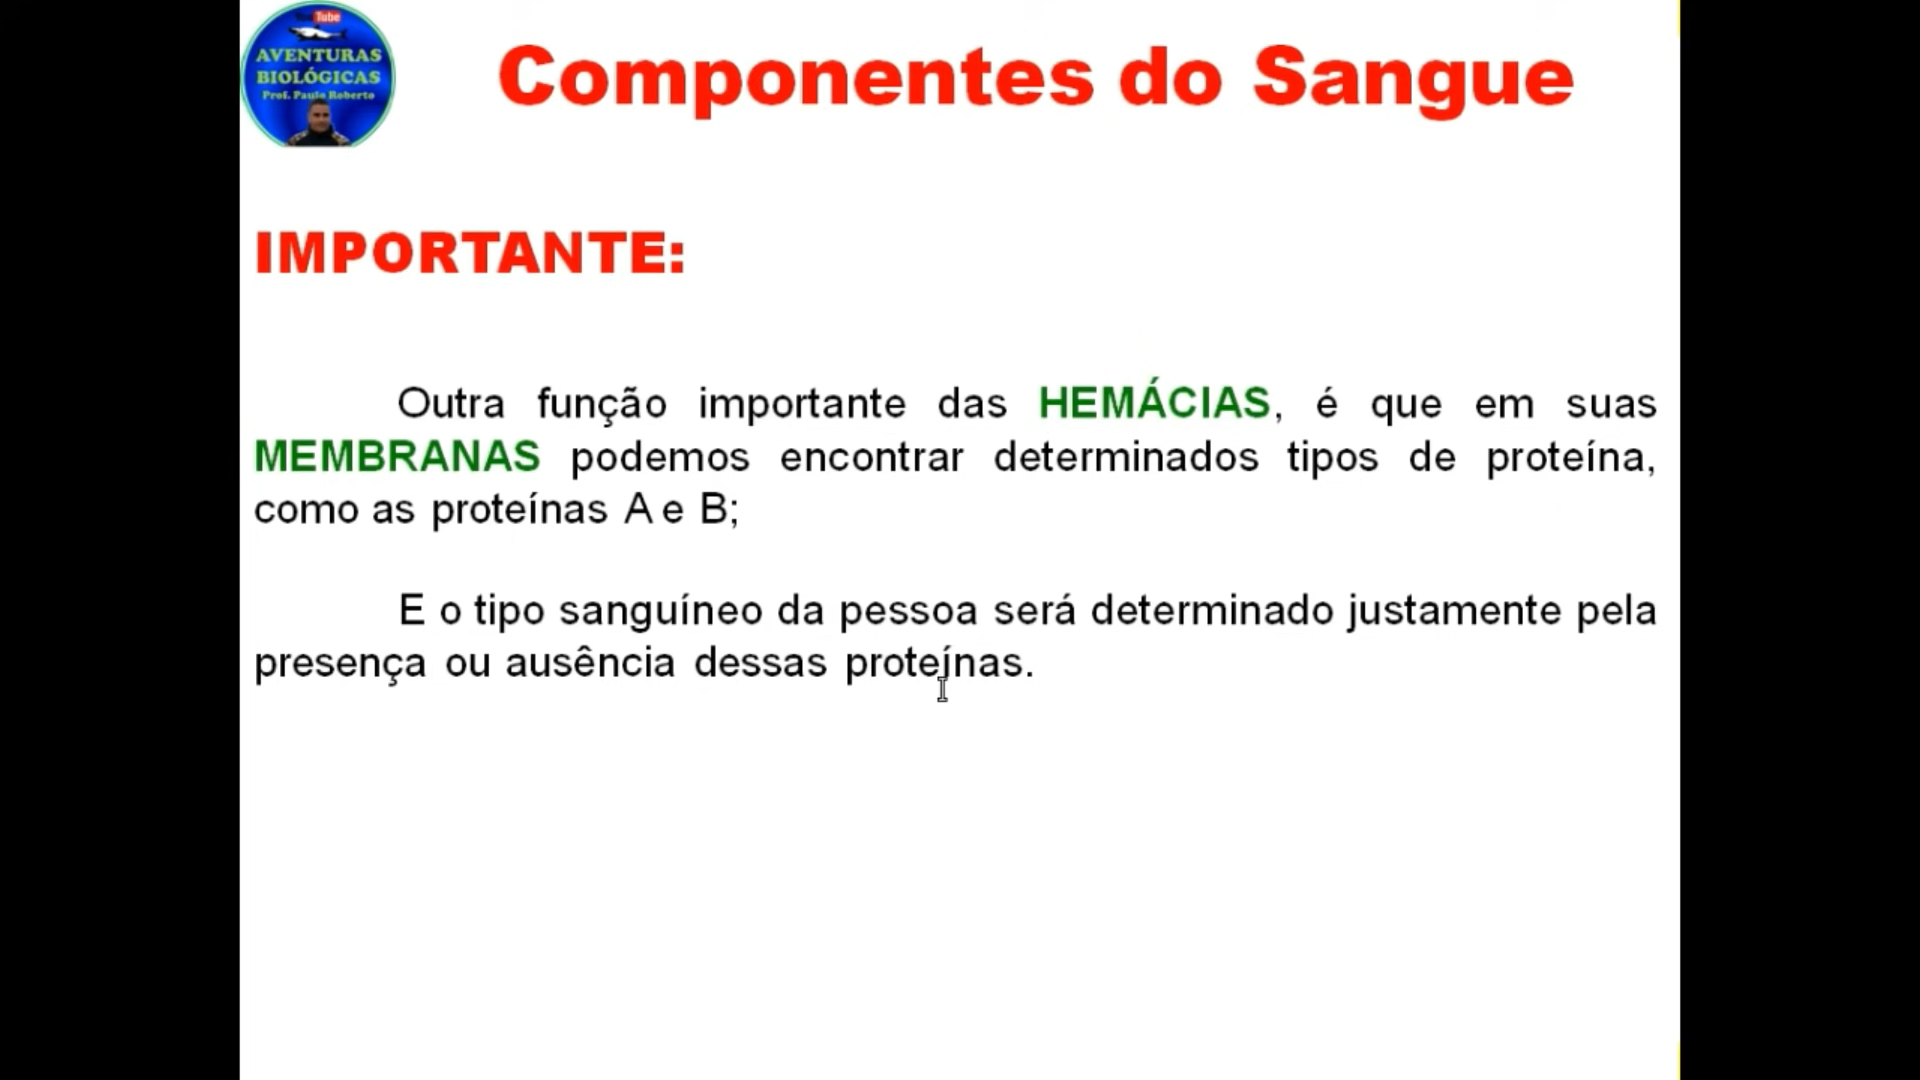 YouTube
AVENTURAS
BIOLÓGICAS
Prof. Paulo Roberto
Componentes do Sangue
IMPORTANTE:
Outra função importante das HEMÁCIAS, é que em suas
MEMBRANAS podemos encontrar determinados tipos de proteína,
como as proteínas A e B;
E o tipo sanguíneo da pessoa será determinado justamente pela
presença ou ausência dessas proteínas.